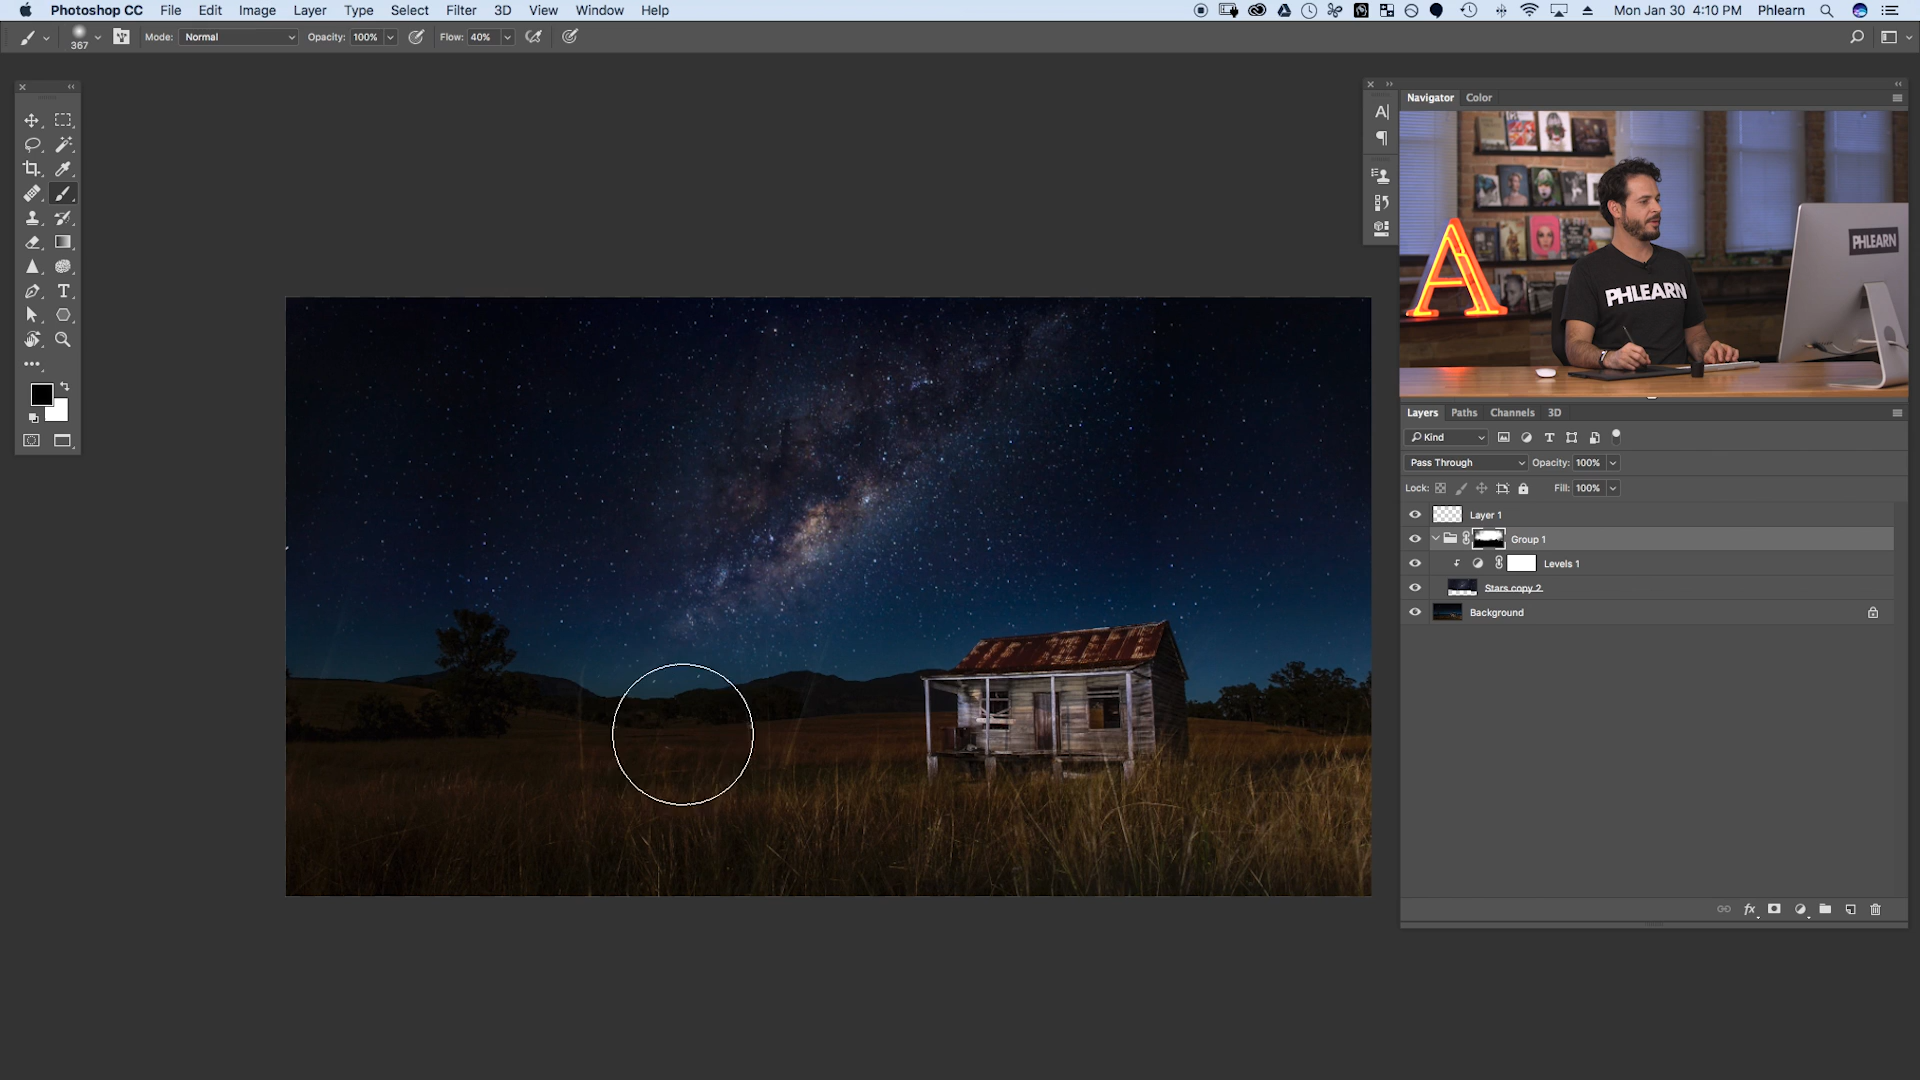 Photoshop CC File Edit Image Layer Type Select Filter 3D View Window Help Mon Jan 30 4:10 PM Phlearn
367 Mode: Normal Opacity: 100% Flow: 40%
Navigator Color
A
PHLEARN
PHLEARN
Layers Paths Channels 3D
Kind
Pass Through Opacity: 100%
Lock: Fill: 100%
Layer 1
Group 1
Levels 1
Stars copy 2
Background